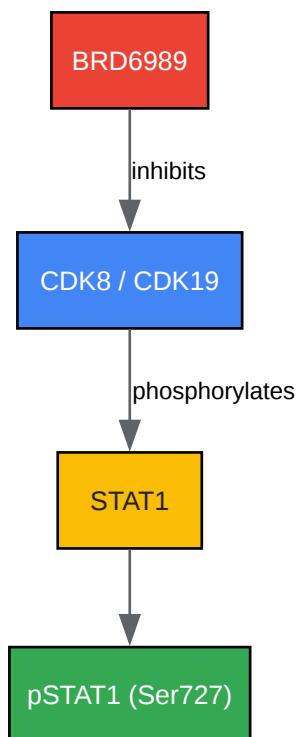 BRD6989
inhibits
CDK8 / CDK19
phosphorylates
STAT1
pSTAT1 (Ser727)